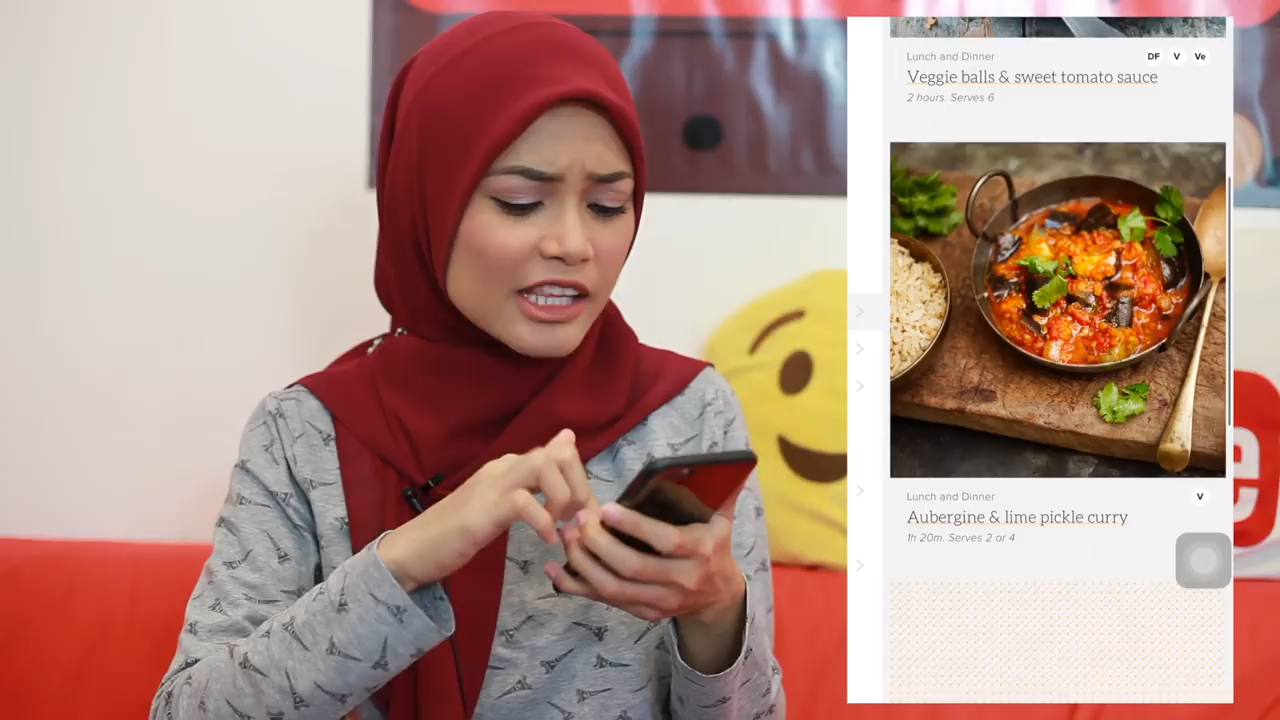 Lunch and Dinner
DF V Ve
Veggie balls & sweet tomato sauce
2 hours. Serves 6
Lunch and Dinner
V
Aubergine & lime pickle curry
1h 20m. Serves 2 or 4
e